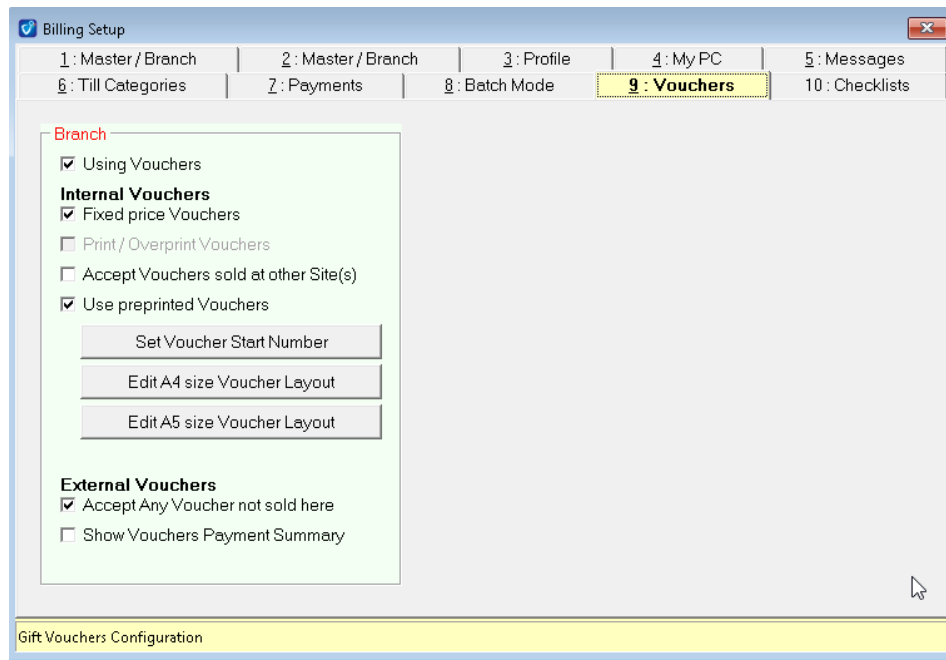 Billing Setup
1 : Master / Branch
2 : Master / Branch
3 : Profile
4 : My PC
5 : Messages
6 : Till Categories
7 : Payments
8 : Batch Mode
9 : Vouchers
10 : Checklists
Branch
Using Vouchers
Internal Vouchers
Fixed price Vouchers
Print / Overprint Vouchers
Accept Vouchers sold at other Site(s)
Use preprinted Vouchers
Set Voucher Start Number
Edit A4 size Voucher Layout
Edit A5 size Voucher Layout
External Vouchers
Accept Any Voucher not sold here
Show Vouchers Payment Summary
Gift Vouchers Configuration